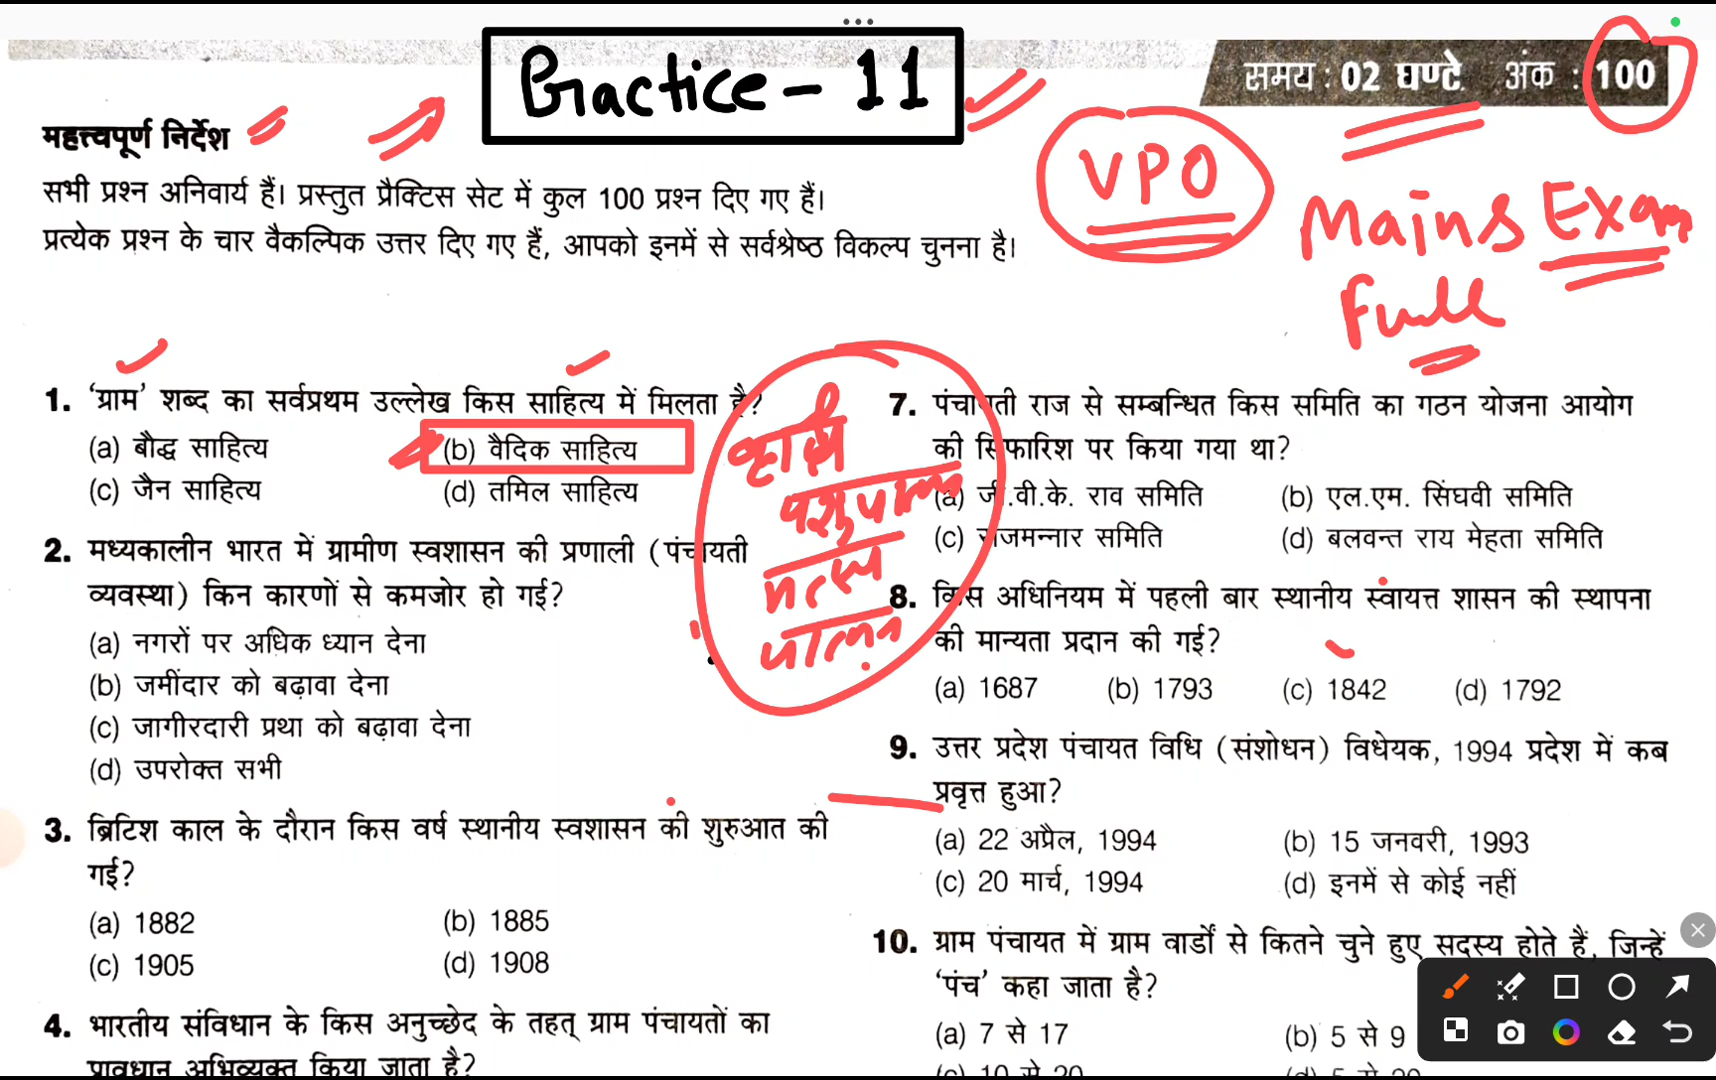 Practice - 11
समय : 02 घण्टे अंक : 100
महत्त्वपूर्ण निर्देश
VPO
Mains Exam
Full
सभी प्रश्न अनिवार्य हैं। प्रस्तुत प्रैक्टिस सेट में कुल 100 प्रश्न दिए गए हैं।
प्रत्येक प्रश्न के चार वैकल्पिक उत्तर दिए गए हैं, आपको इनमें से सर्वश्रेष्ठ विकल्प चुनना है।
1. 'ग्राम' शब्द का सर्वप्रथम उल्लेख किस साहित्य में मिलता है?
(a) बौद्ध साहित्य (b) वैदिक साहित्य
(c) जैन साहित्य (d) तमिल साहित्य
2. मध्यकालीन भारत में ग्रामीण स्वशासन की प्रणाली (पंचायती
व्यवस्था) किन कारणों से कमजोर हो गई?
(a) नगरों पर अधिक ध्यान देना
(b) जमींदार को बढ़ावा देना
(c) जागीरदारी प्रथा को बढ़ावा देना
(d) उपरोक्त सभी
3. ब्रिटिश काल के दौरान किस वर्ष स्थानीय स्वशासन की शुरुआत की
गई?
(a) 1882 (b) 1885
(c) 1905 (d) 1908
4. भारतीय संविधान के किस अनुच्छेद के तहत् ग्राम पंचायतों का
प्रावधान अभिव्यक्त किया जाता है?
पशुपालन
मत्स्य
पालन
7. पंचायती राज से सम्बन्धित किस समिति का गठन योजना आयोग
की सिफारिश पर किया गया था?
(a) जी.वी.के. राव समिति (b) एल.एम. सिंघवी समिति
(c) राजमन्नार समिति (d) बलवन्त राय मेहता समिति
8. किस अधिनियम में पहली बार स्थानीय स्वायत्त शासन की स्थापना
की मान्यता प्रदान की गई?
(a) 1687 (b) 1793 (c) 1842 (d) 1792
9. उत्तर प्रदेश पंचायत विधि (संशोधन) विधेयक, 1994 प्रदेश में कब
प्रवृत्त हुआ?
(a) 22 अप्रैल, 1994 (b) 15 जनवरी, 1993
(c) 20 मार्च, 1994 (d) इनमें से कोई नहीं
10. ग्राम पंचायत में ग्राम वार्डों से कितने चुने हुए सदस्य होते हैं, जिन्हें
'पंच' कहा जाता है?
(a) 7 से 17 (b) 5 से 9
(c) 10 से 20